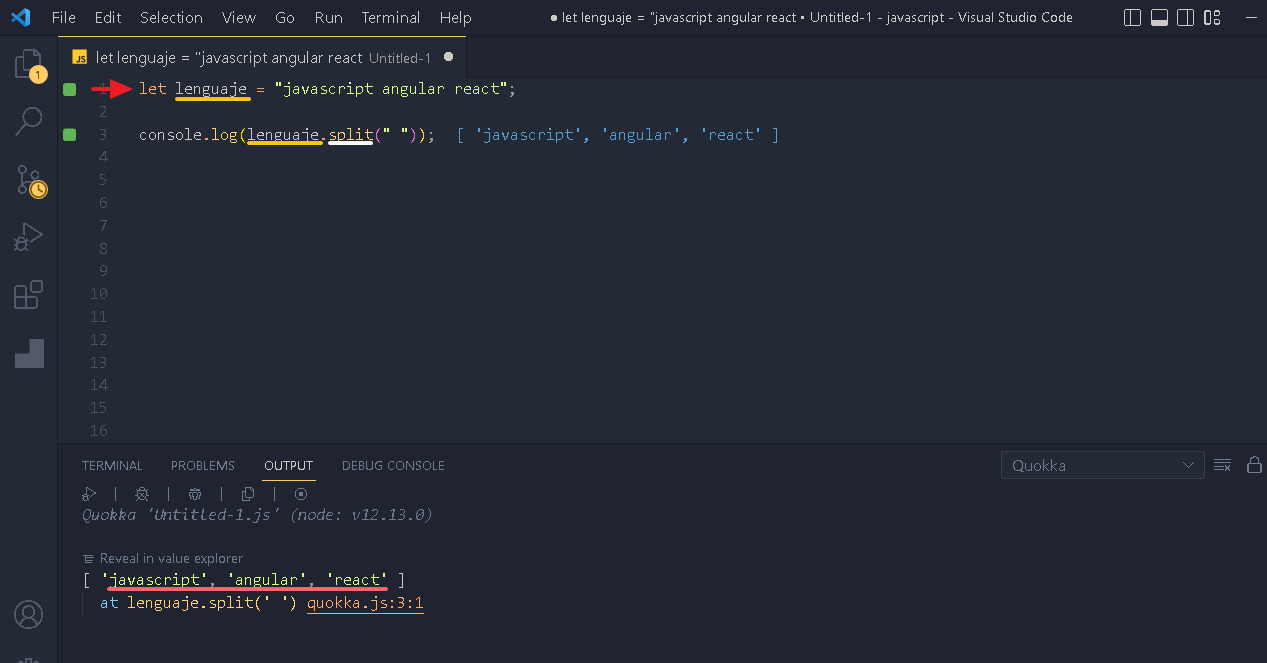 File Edit Selection View Go Run Terminal Help ● let lenguaje = "javascript angular react • Untitled-1 - javascript - Visual Studio Code
JS let lenguaje = "javascript angular react Untitled-1 ●
1 let lenguaje = "javascript angular react";
2
3 console.log(lenguaje.split(" ")); [ 'javascript', 'angular', 'react' ]
4
5
6
7
8
9
10
11
12
13
14
15
16
1
TERMINAL PROBLEMS OUTPUT DEBUG CONSOLE Quokka
Quokka 'Untitled-1.js' (node: v12.13.0)
Reveal in value explorer
[ 'javascript', 'angular', 'react' ]
at lenguaje.split(' ') quokka.js:3:1